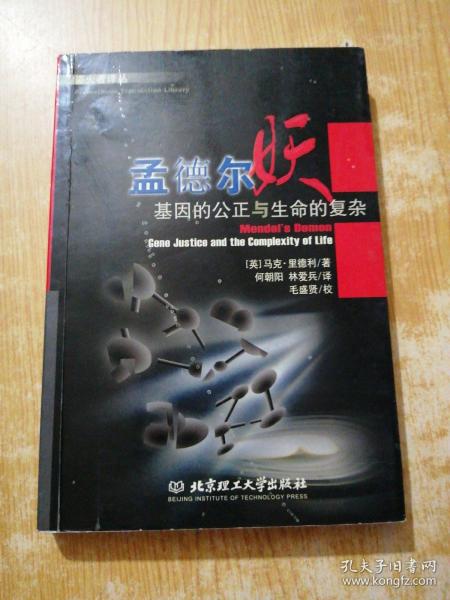 Translation Library
孟德尔妖
基因的公正与生命的复杂
Mendel's Demon
Gene Justice and the Complexity of Life
[英]马克·里德利/著
何朝阳 林爱兵/译
毛盛贤/校
北京理工大学出版社
BEIJING INSTITUTE OF TECHNOLOGY PRESS
孔夫子旧书网
www.kongfz.com